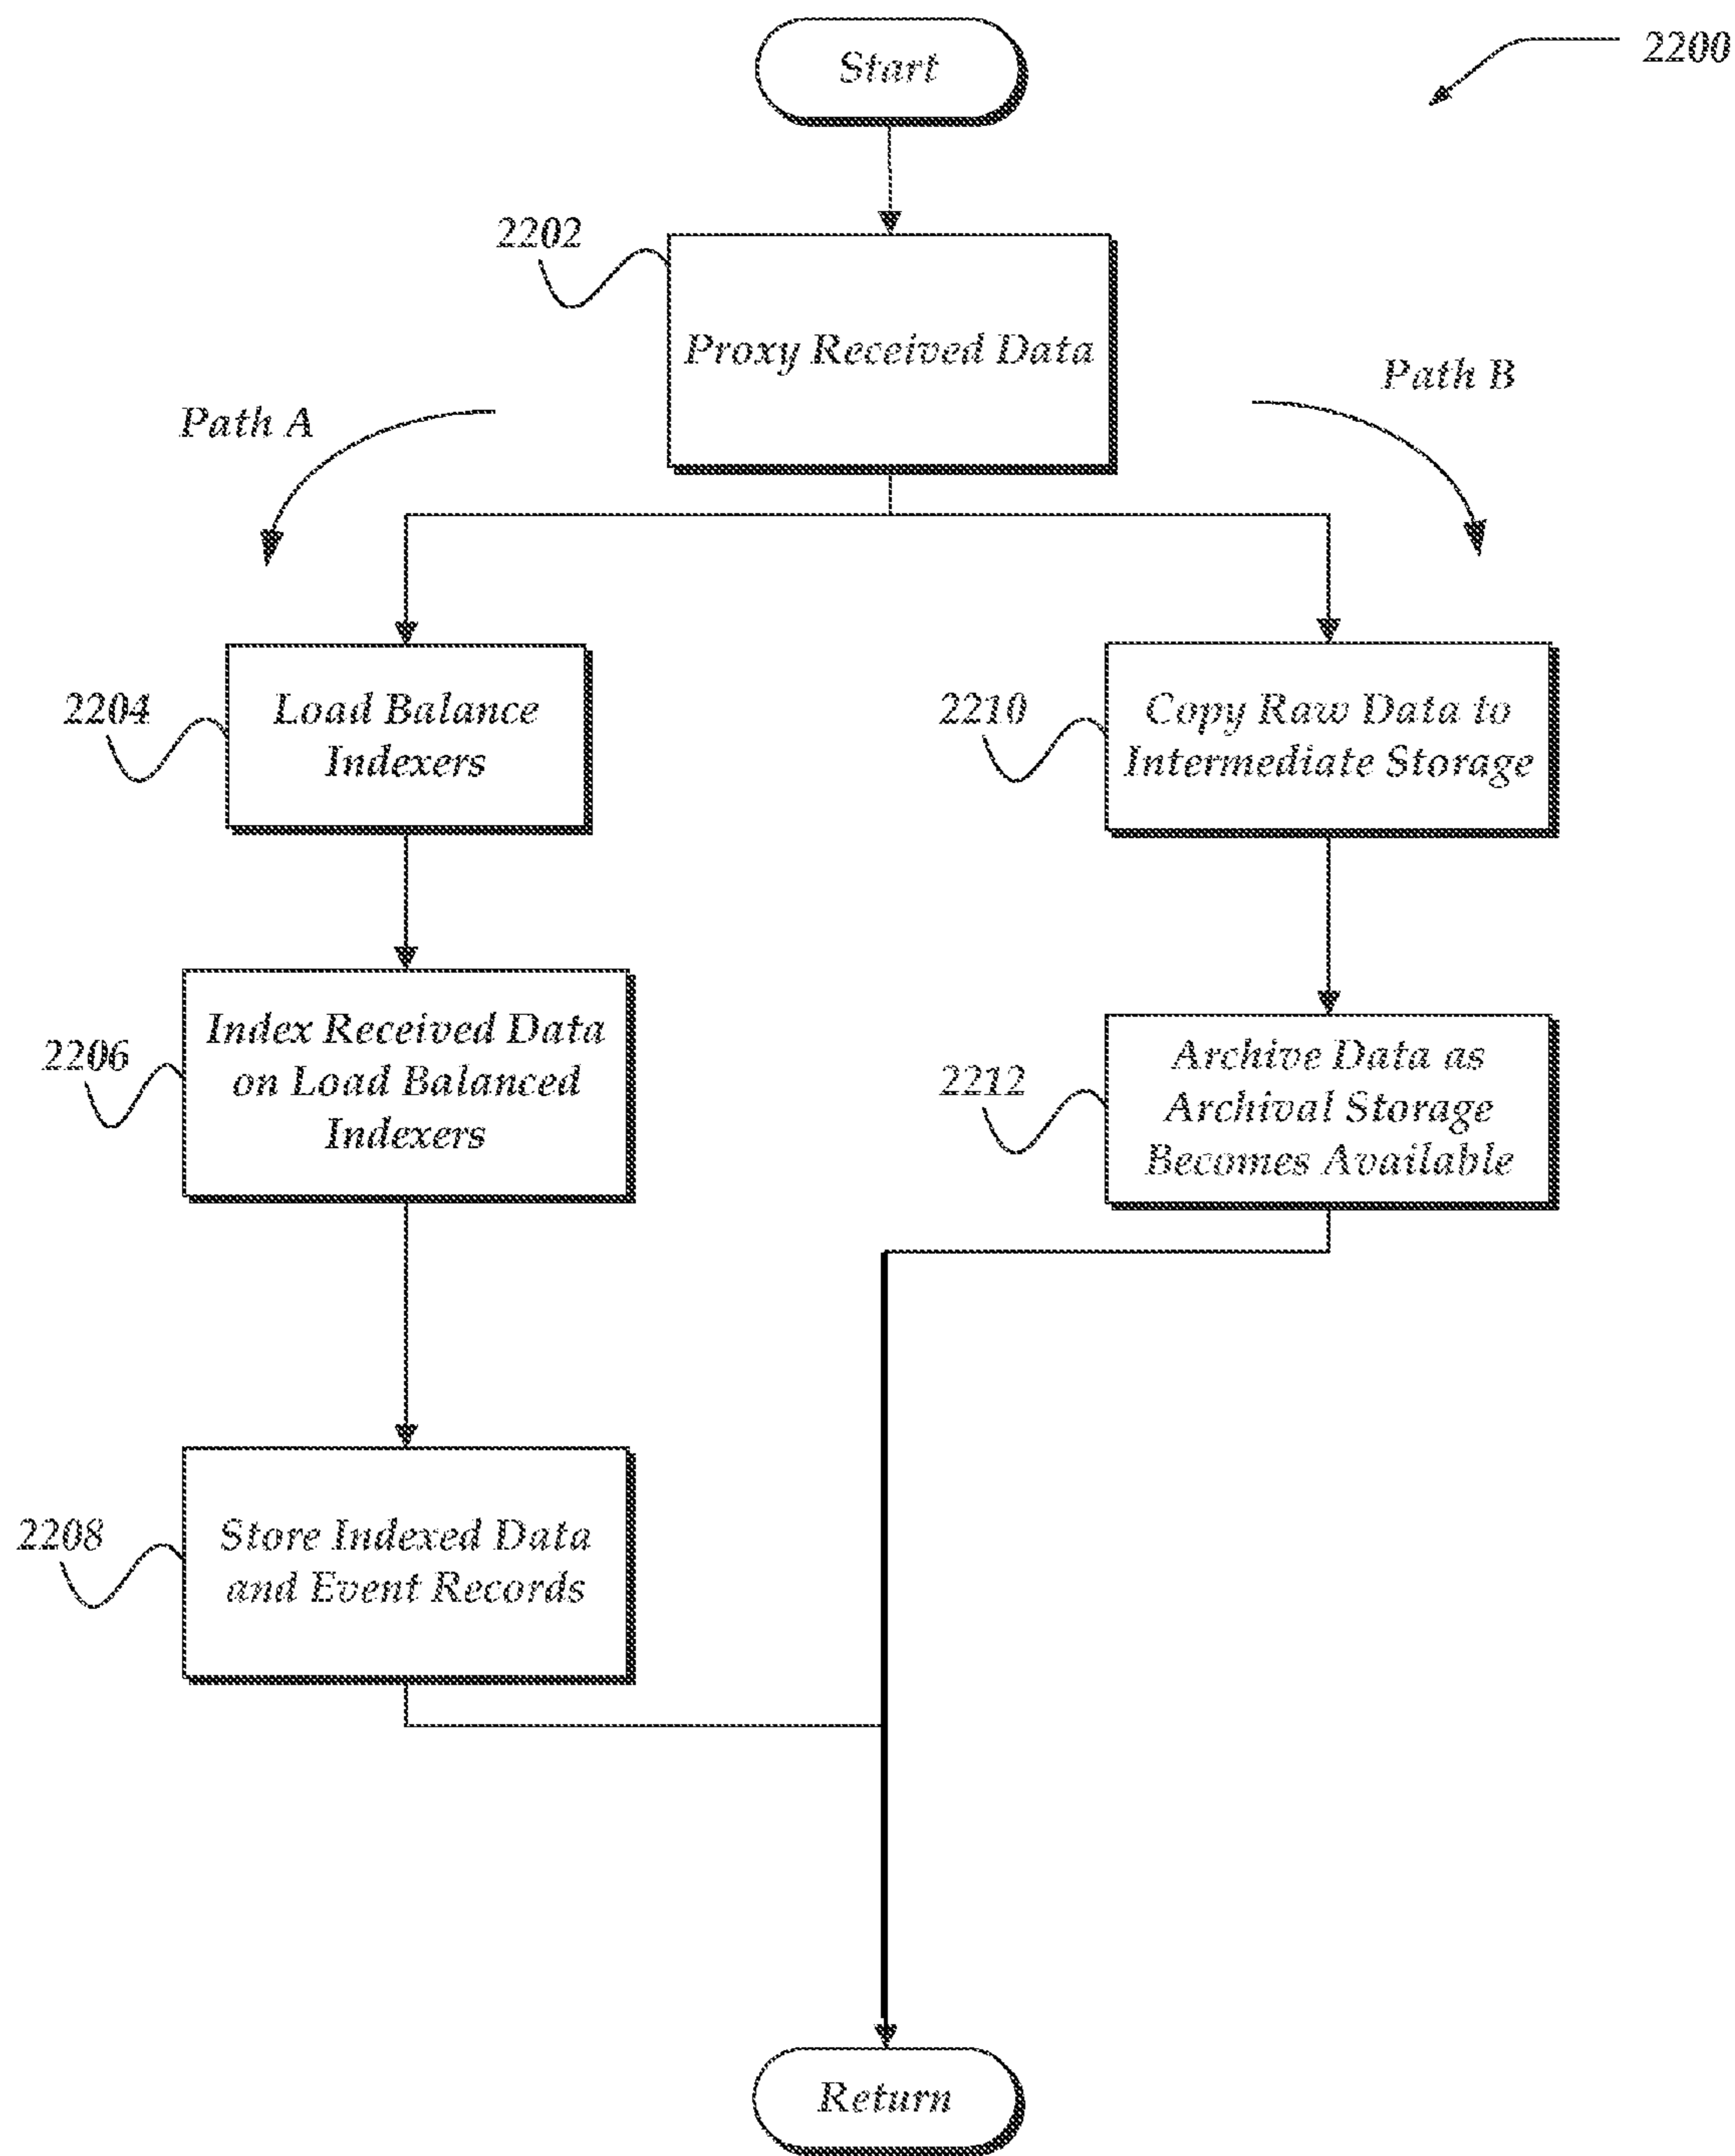 Start
2200
2202
Proxy Received Data
Path A
Path B
2204
Load Balance
Indexers
2210
Copy Raw Data to
Intermediate Storage
2206
Index Received Data
on Load Balanced
Indexers
2212
Archive Data as
Archival Storage
Becomes Available
2208
Store Indexed Data
and Event Records
Return